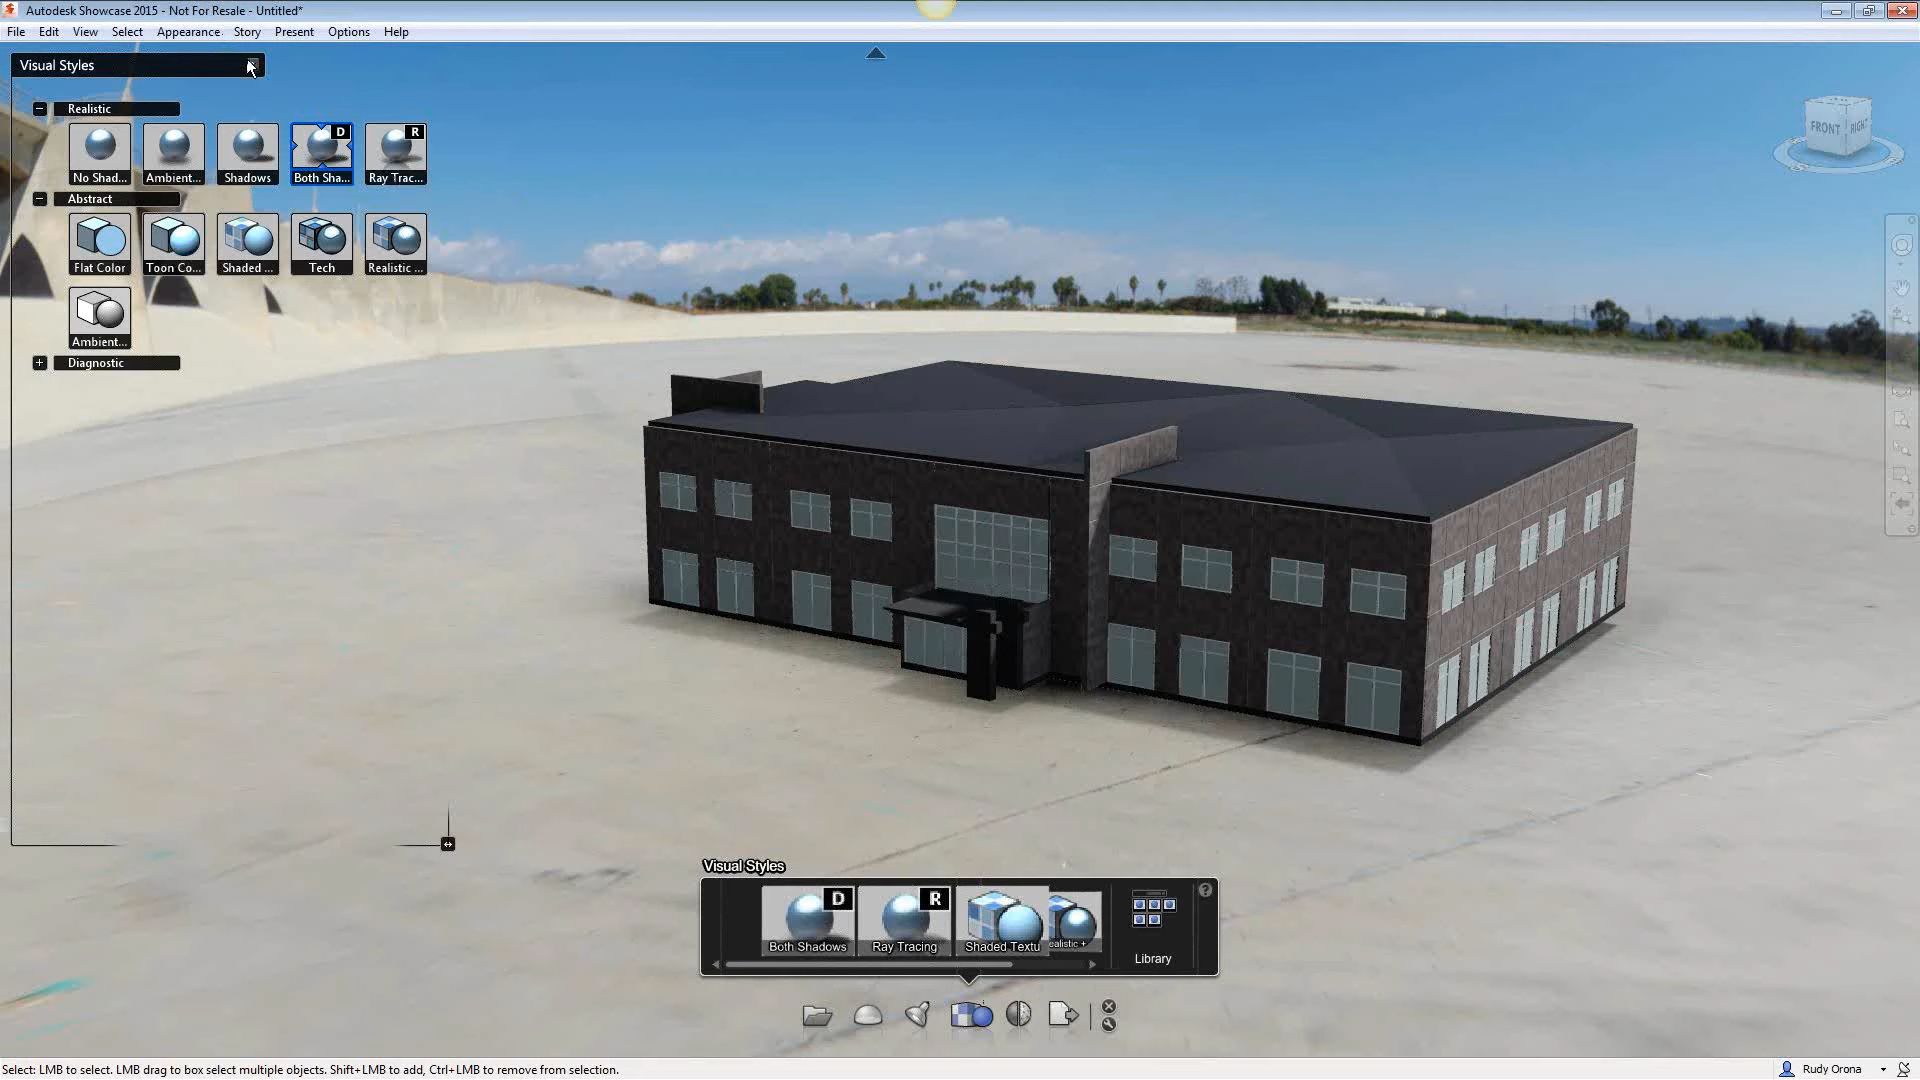 Autodesk Showcase 2015 - Not For Resale - Untitled*
File Edit View Select Appearance Story Present Options Help
Visual Styles
Realistic
D R
No Shad... Ambient... Shadows Both Sha... Ray Trac...
Abstract
Flat Color Toon Co... Shaded ... Tech Realistic ...
Ambient...
Diagnostic
FRONT RIGHT
Visual Styles
D R
Both Shadows Ray Tracing Shaded Textu ealistic +
Library
Select: LMB to select. LMB drag to box select multiple objects. Shift+LMB to add, Ctrl+LMB to remove from selection.
Rudy Orona